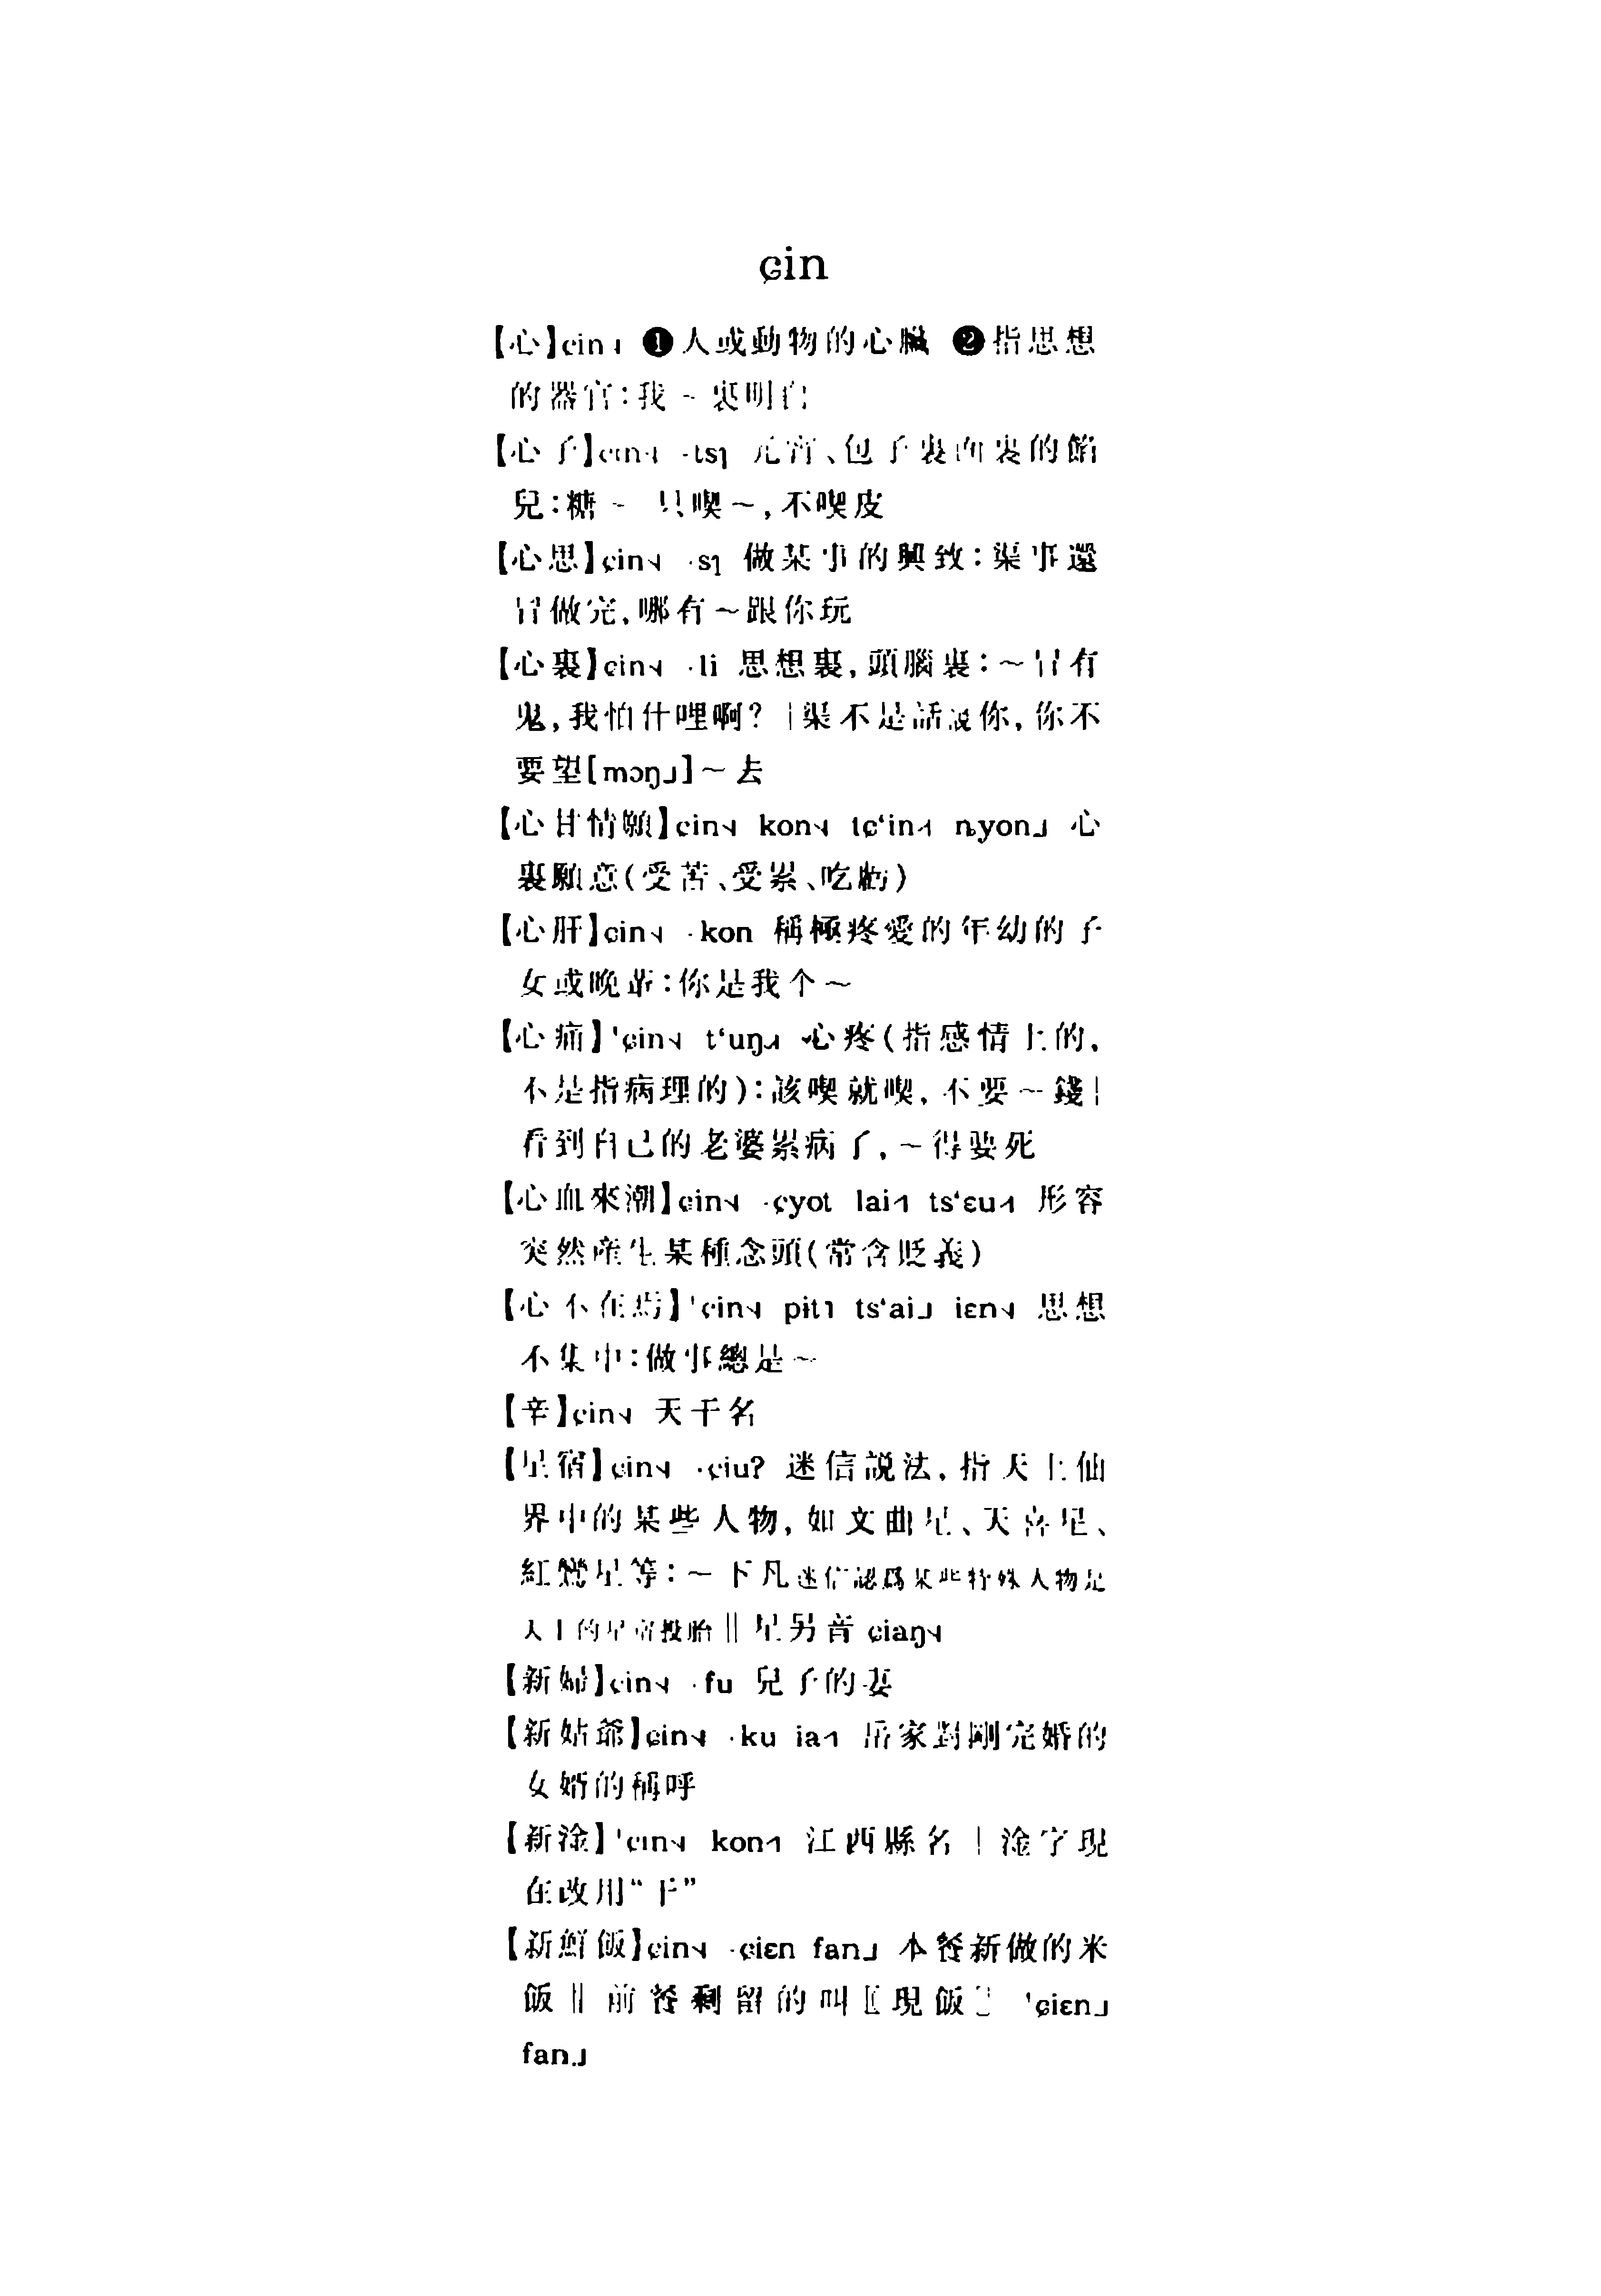 ɕin
【心】ɕin˧˩ ❶人或動物的心臟 ❷指思想
的器官：我～裏明白
【心子】ɕin˧˩ ·tsɿ 元宵、包子裏面裏的餡
兒：糖～ 只喫～，不喫皮
【心思】ɕin˧˩ ·sɿ 做某事的興致：渠事還
冇做完，哪有～跟你玩
【心裏】ɕin˧˩ ·li 思想裏，頭腦裏：～冇有
鬼，我怕什哩啊？｜渠不是話説你，你不
要望[mɔŋ˩]～去
【心甘情願】ɕin˧˩ kon˧˩ tɕ‘in˧˥ ȵyon˩ 心
裏願意（受苦、受累、吃虧）
【心肝】ɕin˧˩ ·kon 稱極疼愛的年幼的子
女或晚輩：你是我个～
【心痛】ˈɕin˧˩ t‘uŋ 心疼（指感情上的，
不是指病理的）：該喫就喫，不要～錢｜
看到自己的老婆累病了，～得要死
【心血來潮】ɕin˧˩ ·ɕyot lai˧˥ ts‘ɛu˧˥ 形容
突然産生某種念頭（常含貶義）
【心不在焉】ˈɕin˧˩ pɨt˥ ts‘ai˩ iɛn˧˩ 思想
不集中：做事總是～
【辛】ɕin˧˩ 天干名
【星宿】ɕin˧˩ ·ɕiuʔ 迷信説法，指天上仙
界中的某些人物，如文曲星、天喜星、
紅鸞星等：～下凡迷信認爲某些特殊人物是
天上的星宿投胎‖星另音 ɕiaŋ˧˩
【新婦】ɕin˧˩ ·fu 兒子的妻
【新姑爺】ɕin˧˩ ·ku ia˧˥ 岳家對剛完婚的
女婿的稱呼
【新淦】ˈɕin˧˩ kon˧˥ 江西縣名｜淦字現
在改用“干”
【新鮮飯】ɕin˧˩ ·ɕiɛn fan˩ 本餐新做的米
飯‖前餐剩留的叫〖現飯〗 ˈɕiɛn˩
fan˩